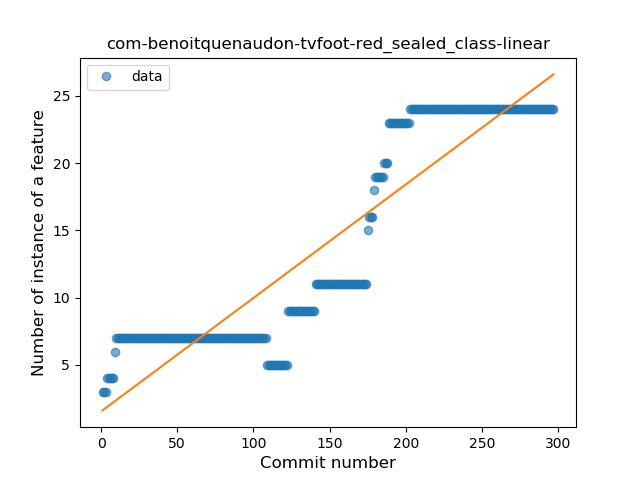 com-benoitquenaudon-tvfoot-red_sealed_class-linear
data
Number of instance of a feature
25
20
15
10
5
0 50 100 150 200 250 300
Commit number